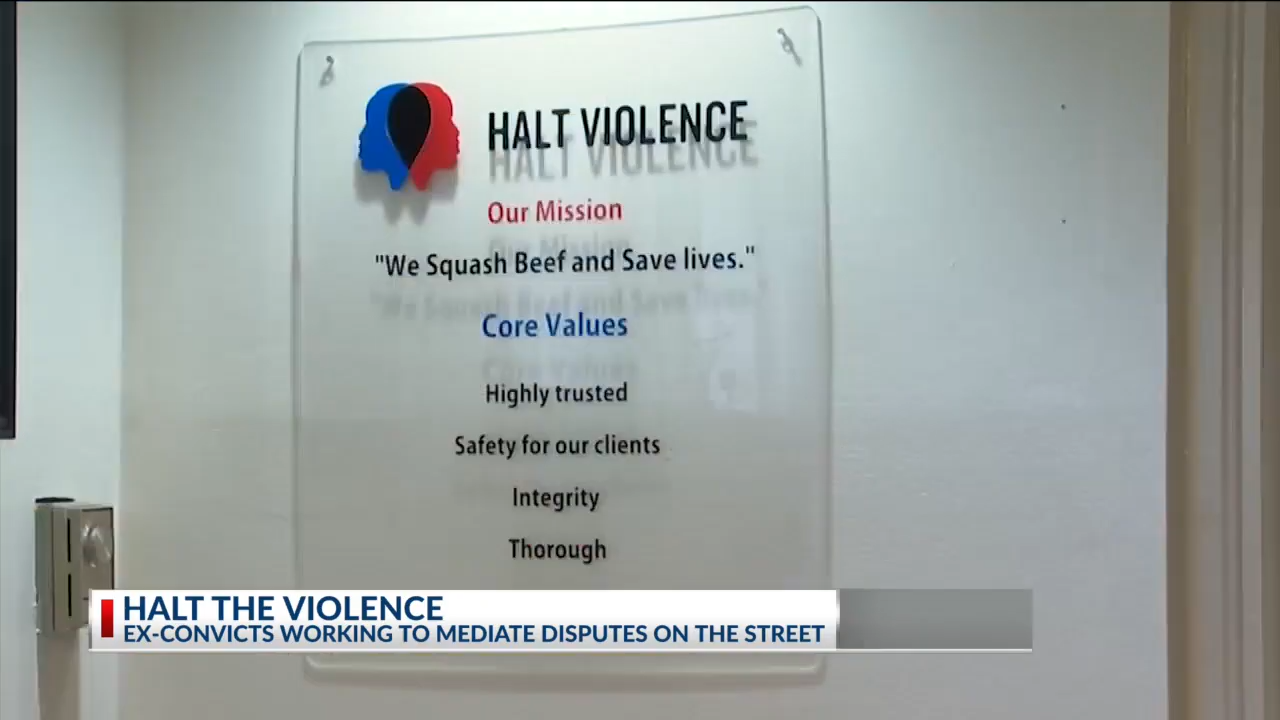 HALT VIOLENCE
Our Mission
"We Squash Beef and Save lives."
Core Values
Highly trusted
Safety for our clients
Integrity
Thorough
HALT THE VIOLENCE
EX-CONVICTS WORKING TO MEDIATE DISPUTES ON THE STREET